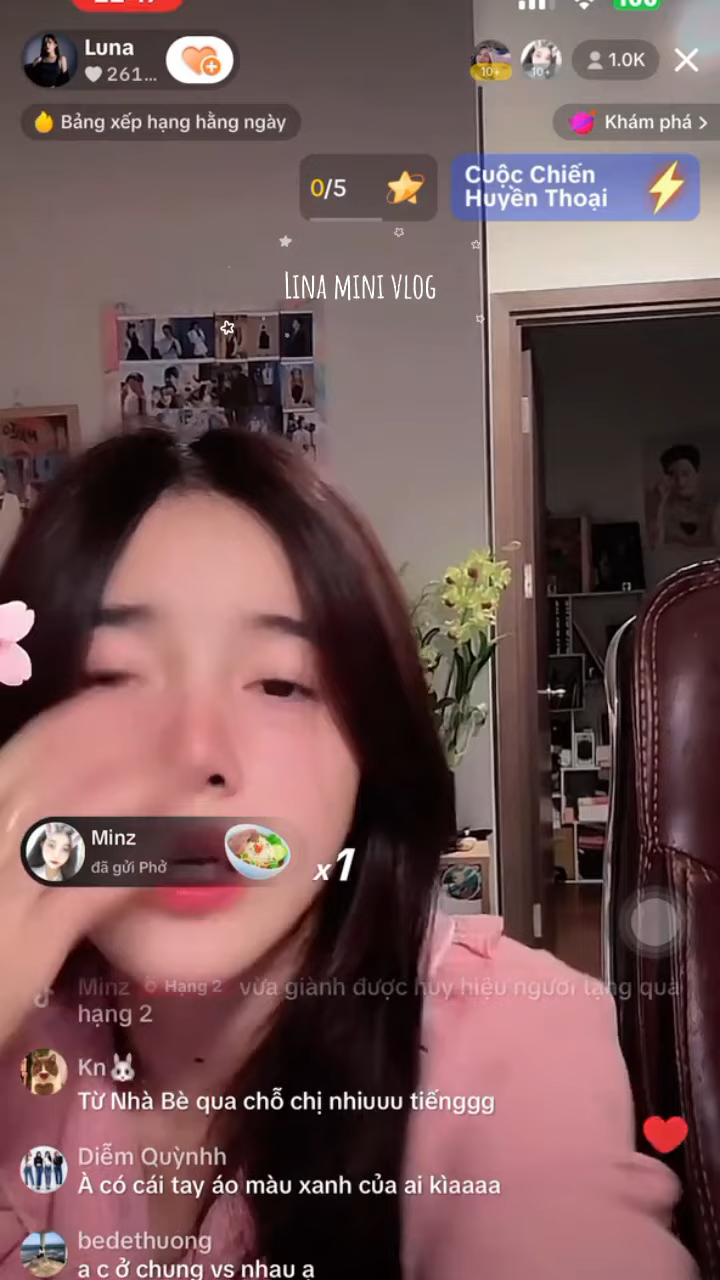 Luna
261...
10+
10+
1.0K
Bảng xếp hạng hằng ngày
Khám phá >
0/5
Cuộc Chiến
Huyền Thoại
LINA MINI VLOG
Minz
đã gửi Phở
x1
Minz Hạng 2 vừa giành được huy hiệu người tặng quà
hạng 2
Kn
Từ Nhà Bè qua chỗ chị nhiuuu tiếnggg
Diễm Quỳnhh
À có cái tay áo màu xanh của ai kìaaaa
bedethuong
a c ở chung vs nhau ạ